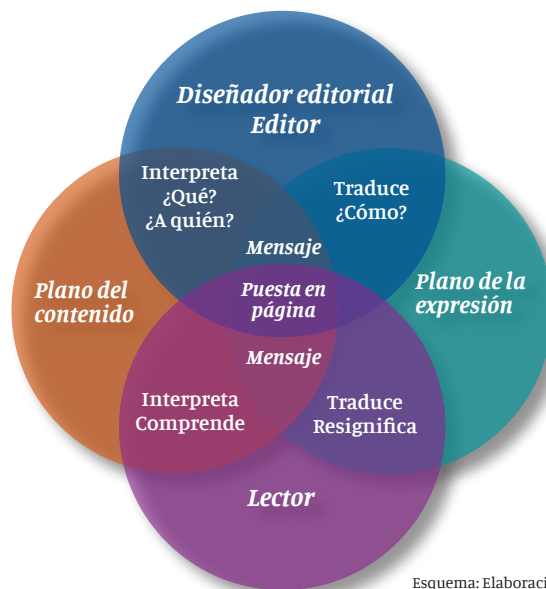 Diseñador editorial
Editor
Interpreta
¿Qué?
¿A quién?
Traduce
¿Cómo?
Mensaje
Plano del
contenido
Puesta en
página
Plano de la
expresión
Mensaje
Interpreta
Comprende
Traduce
Resignifica
Lector
Esquema: